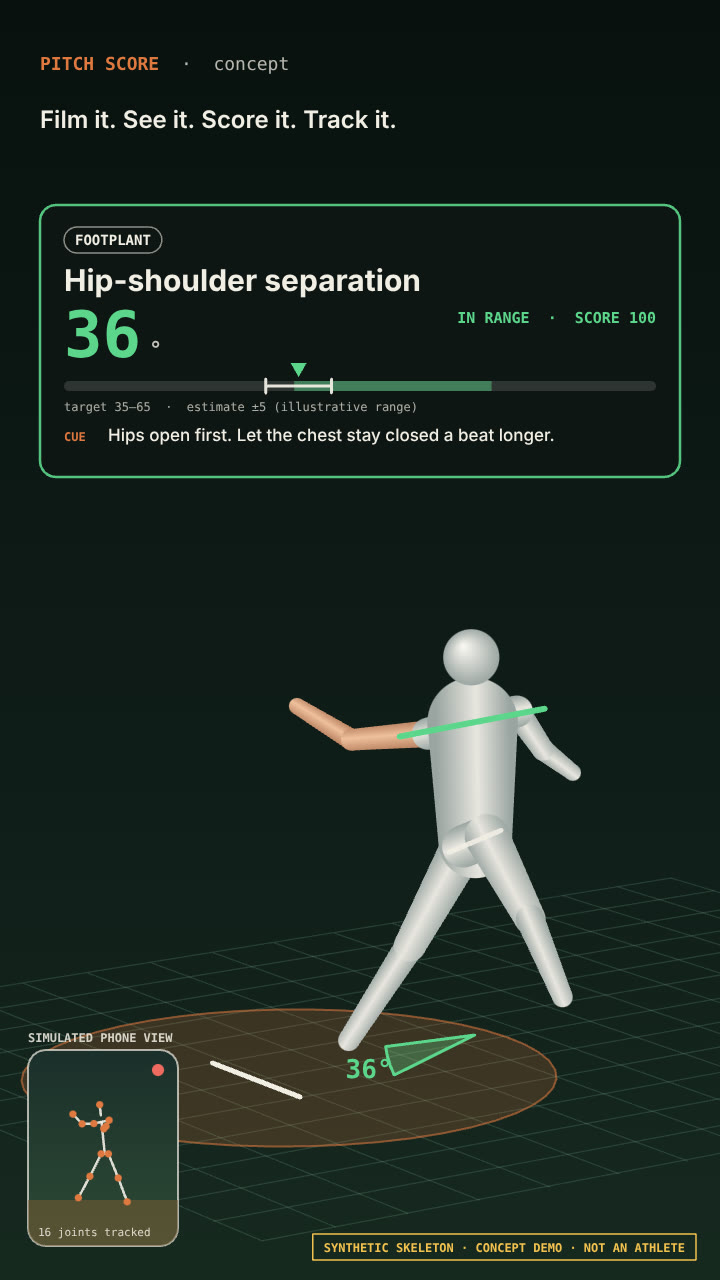 PITCH SCORE · concept
Film it. See it. Score it. Track it.
FOOTPLANT
Hip-shoulder separation
36°
IN RANGE · SCORE 100
target 35–65 · estimate ±5 (illustrative range)
CUE Hips open first. Let the chest stay closed a beat longer.
SIMULATED PHONE VIEW
36°
16 joints tracked
SYNTHETIC SKELETON · CONCEPT DEMO · NOT AN ATHLETE